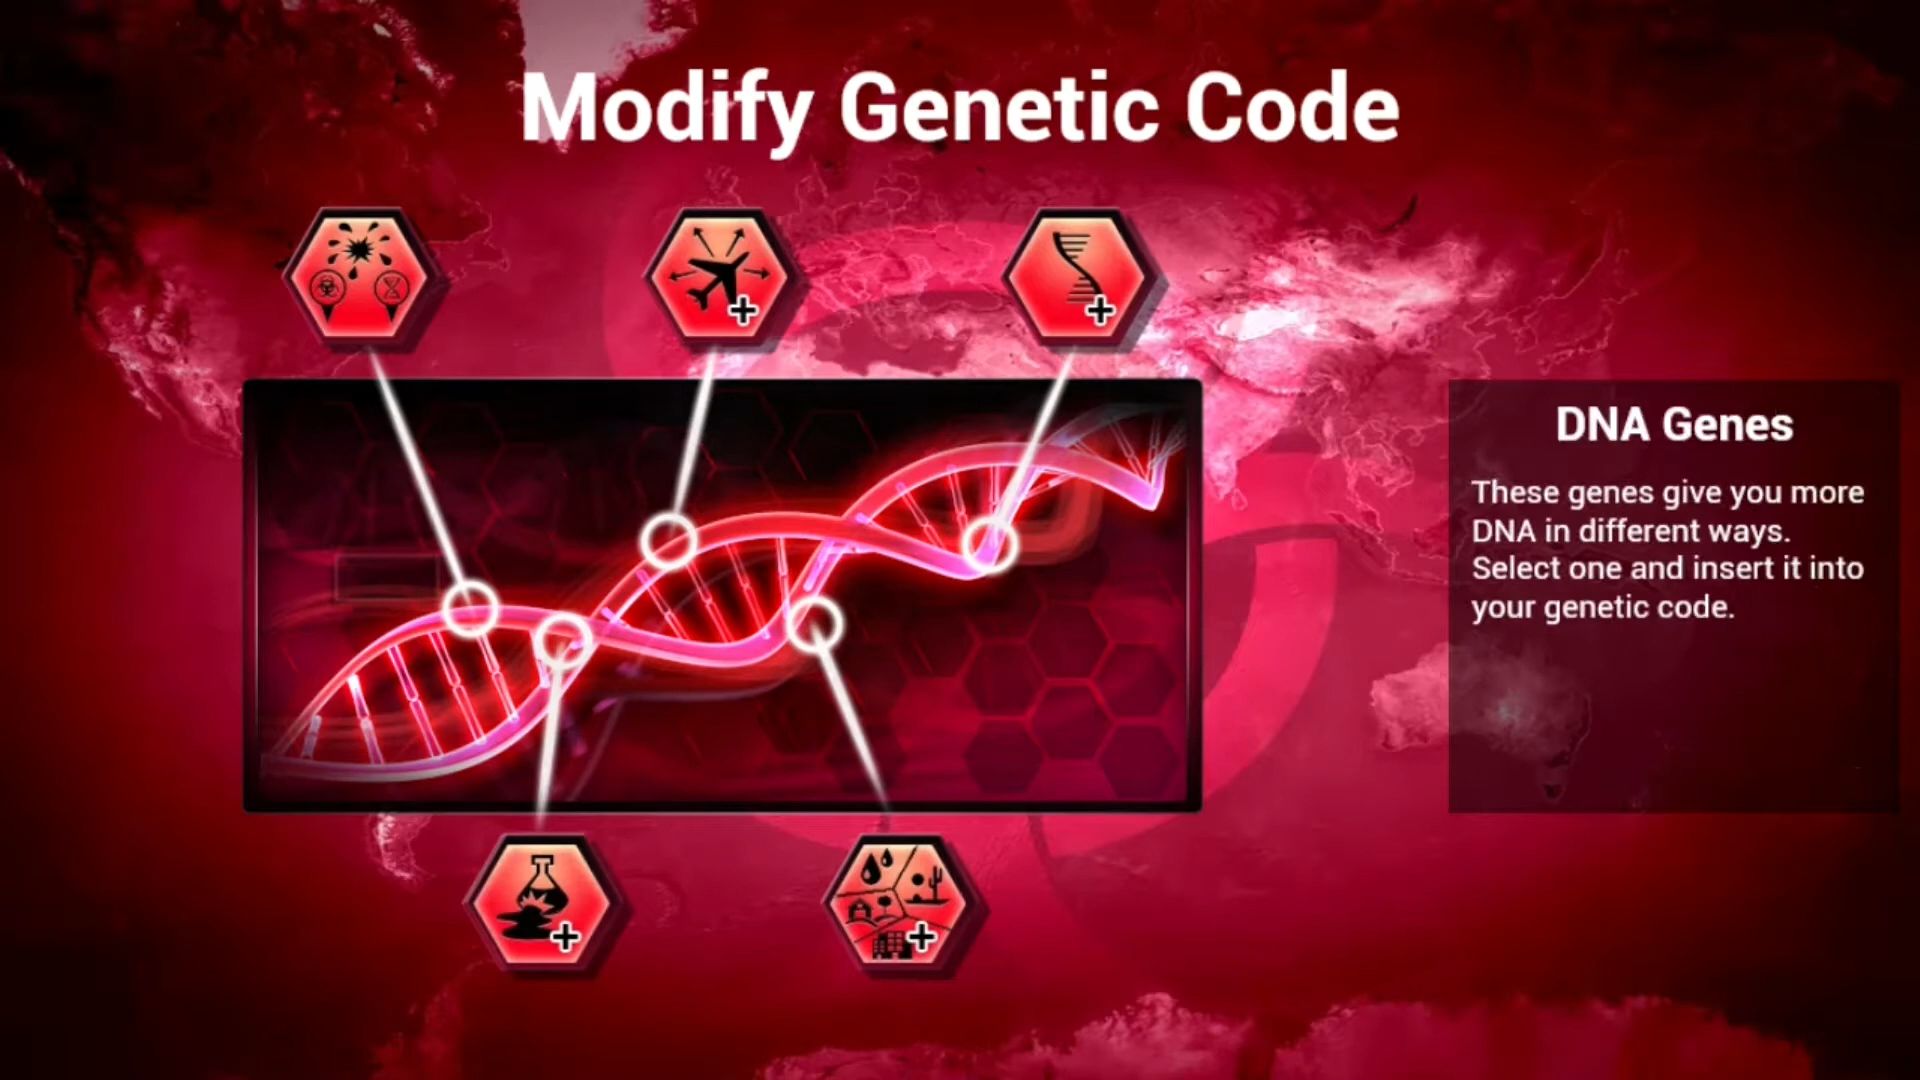 Modify Genetic Code
DNA Genes
These genes give you more
DNA in different ways.
Select one and insert it into
your genetic code.